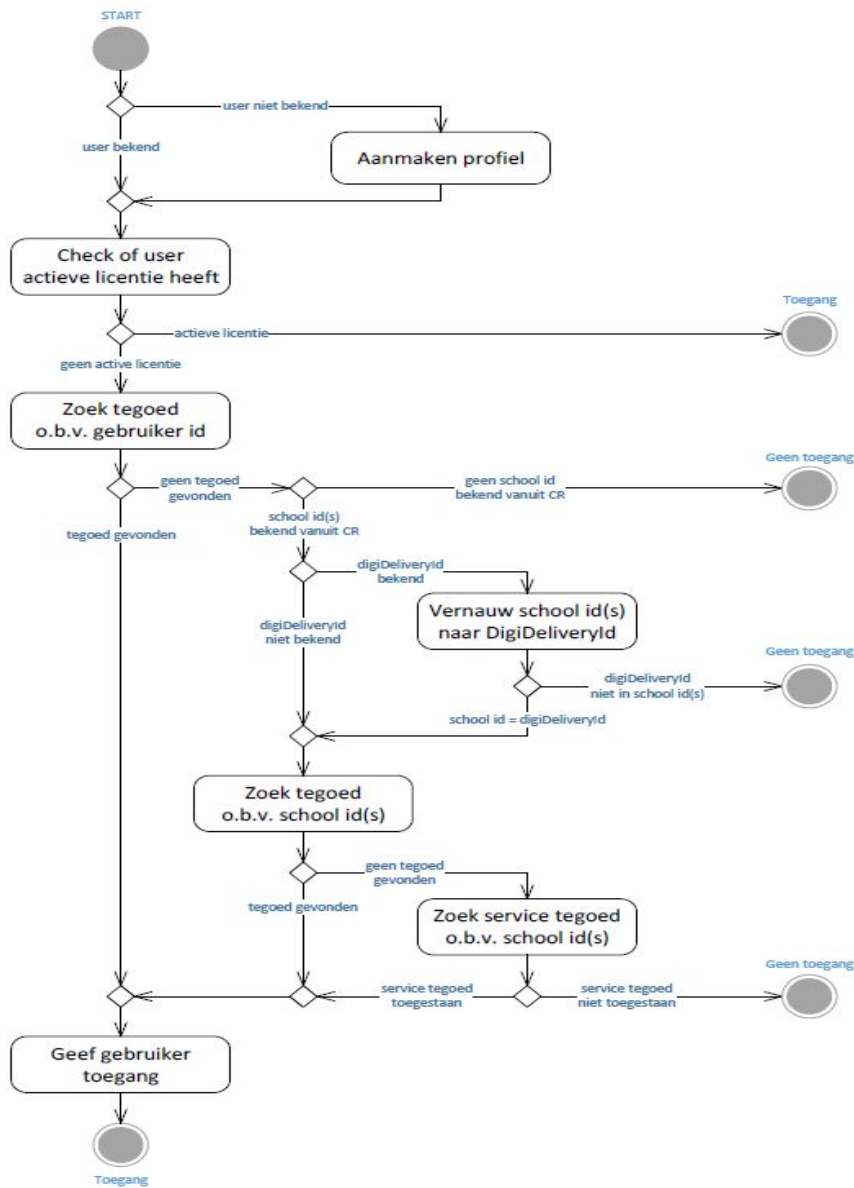 START
user niet bekend
user bekend
Aanmaken profiel
Check of user
actieve licentie heeft
Toegang
actieve licentie
geen active licentie
Zoek tegoed
o.b.v. gebruiker id
Geen toegang
geen tegoed
gevonden
geen school id
bekend vanuit CR
tegoed gevonden
school id(s)
bekend vanuit CR
digiDeliveryId
bekend
digiDeliveryId
niet bekend
Vernauw school id(s)
naar DigiDeliveryId
Geen toegang
digiDeliveryId
niet in school id(s)
school id = digiDeliveryId
Zoek tegoed
o.b.v. school id(s)
geen tegoed
gevonden
tegoed gevonden
Zoek service tegoed
o.b.v. school id(s)
Geen toegang
service tegoed
toegestaan
service tegoed
niet toegestaan
Geef gebruiker
toegang
Toegang